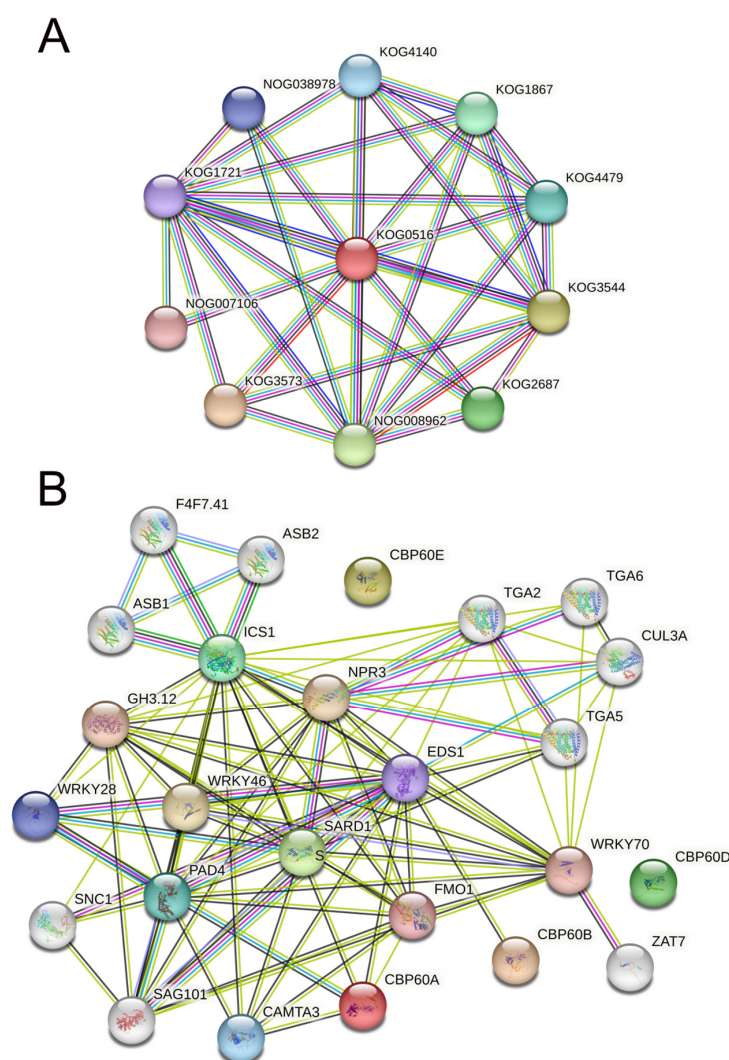 A
KOG4140
NOG038978
KOG1867
KOG1721
KOG4479
KOG0516
KOG3544
NOG007106
KOG3573
KOG2687
NOG008962
B
F4F7.41
ASB2
CBP60E
TGA2
TGA6
ASB1
ICS1
CUL3A
NPR3
GH3.12
TGA5
EDS1
WRKY28
WRKY46
SARD1
S
WRKY70
CBP60D
PAD4
SNC1
FMO1
CBP60B
ZAT7
SAG101
CBP60A
CAMTA3